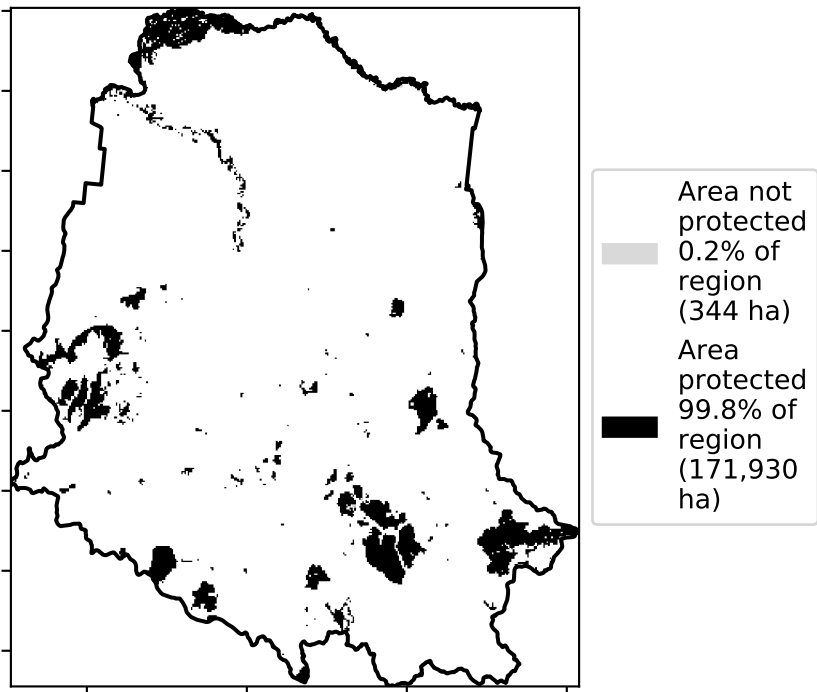 Area not
protected
0.2% of
region
(344 ha)
Area
protected
99.8% of
region
(171,930
ha)